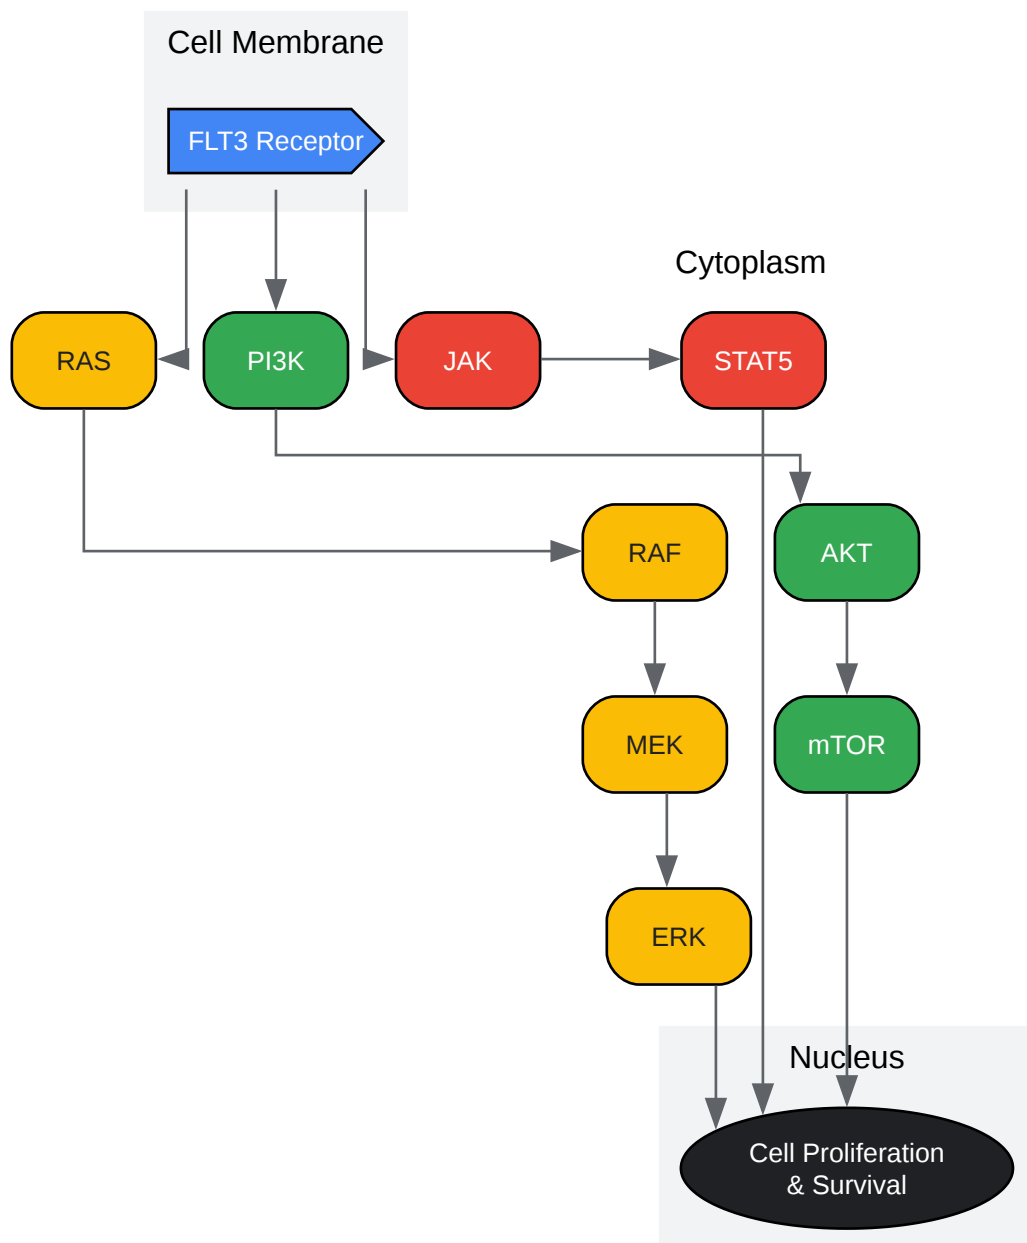 Cell Membrane
FLT3 Receptor
Cytoplasm
RAS
PI3K
JAK
STAT5
RAF
AKT
MEK
mTOR
ERK
Nucleus
Cell Proliferation
& Survival